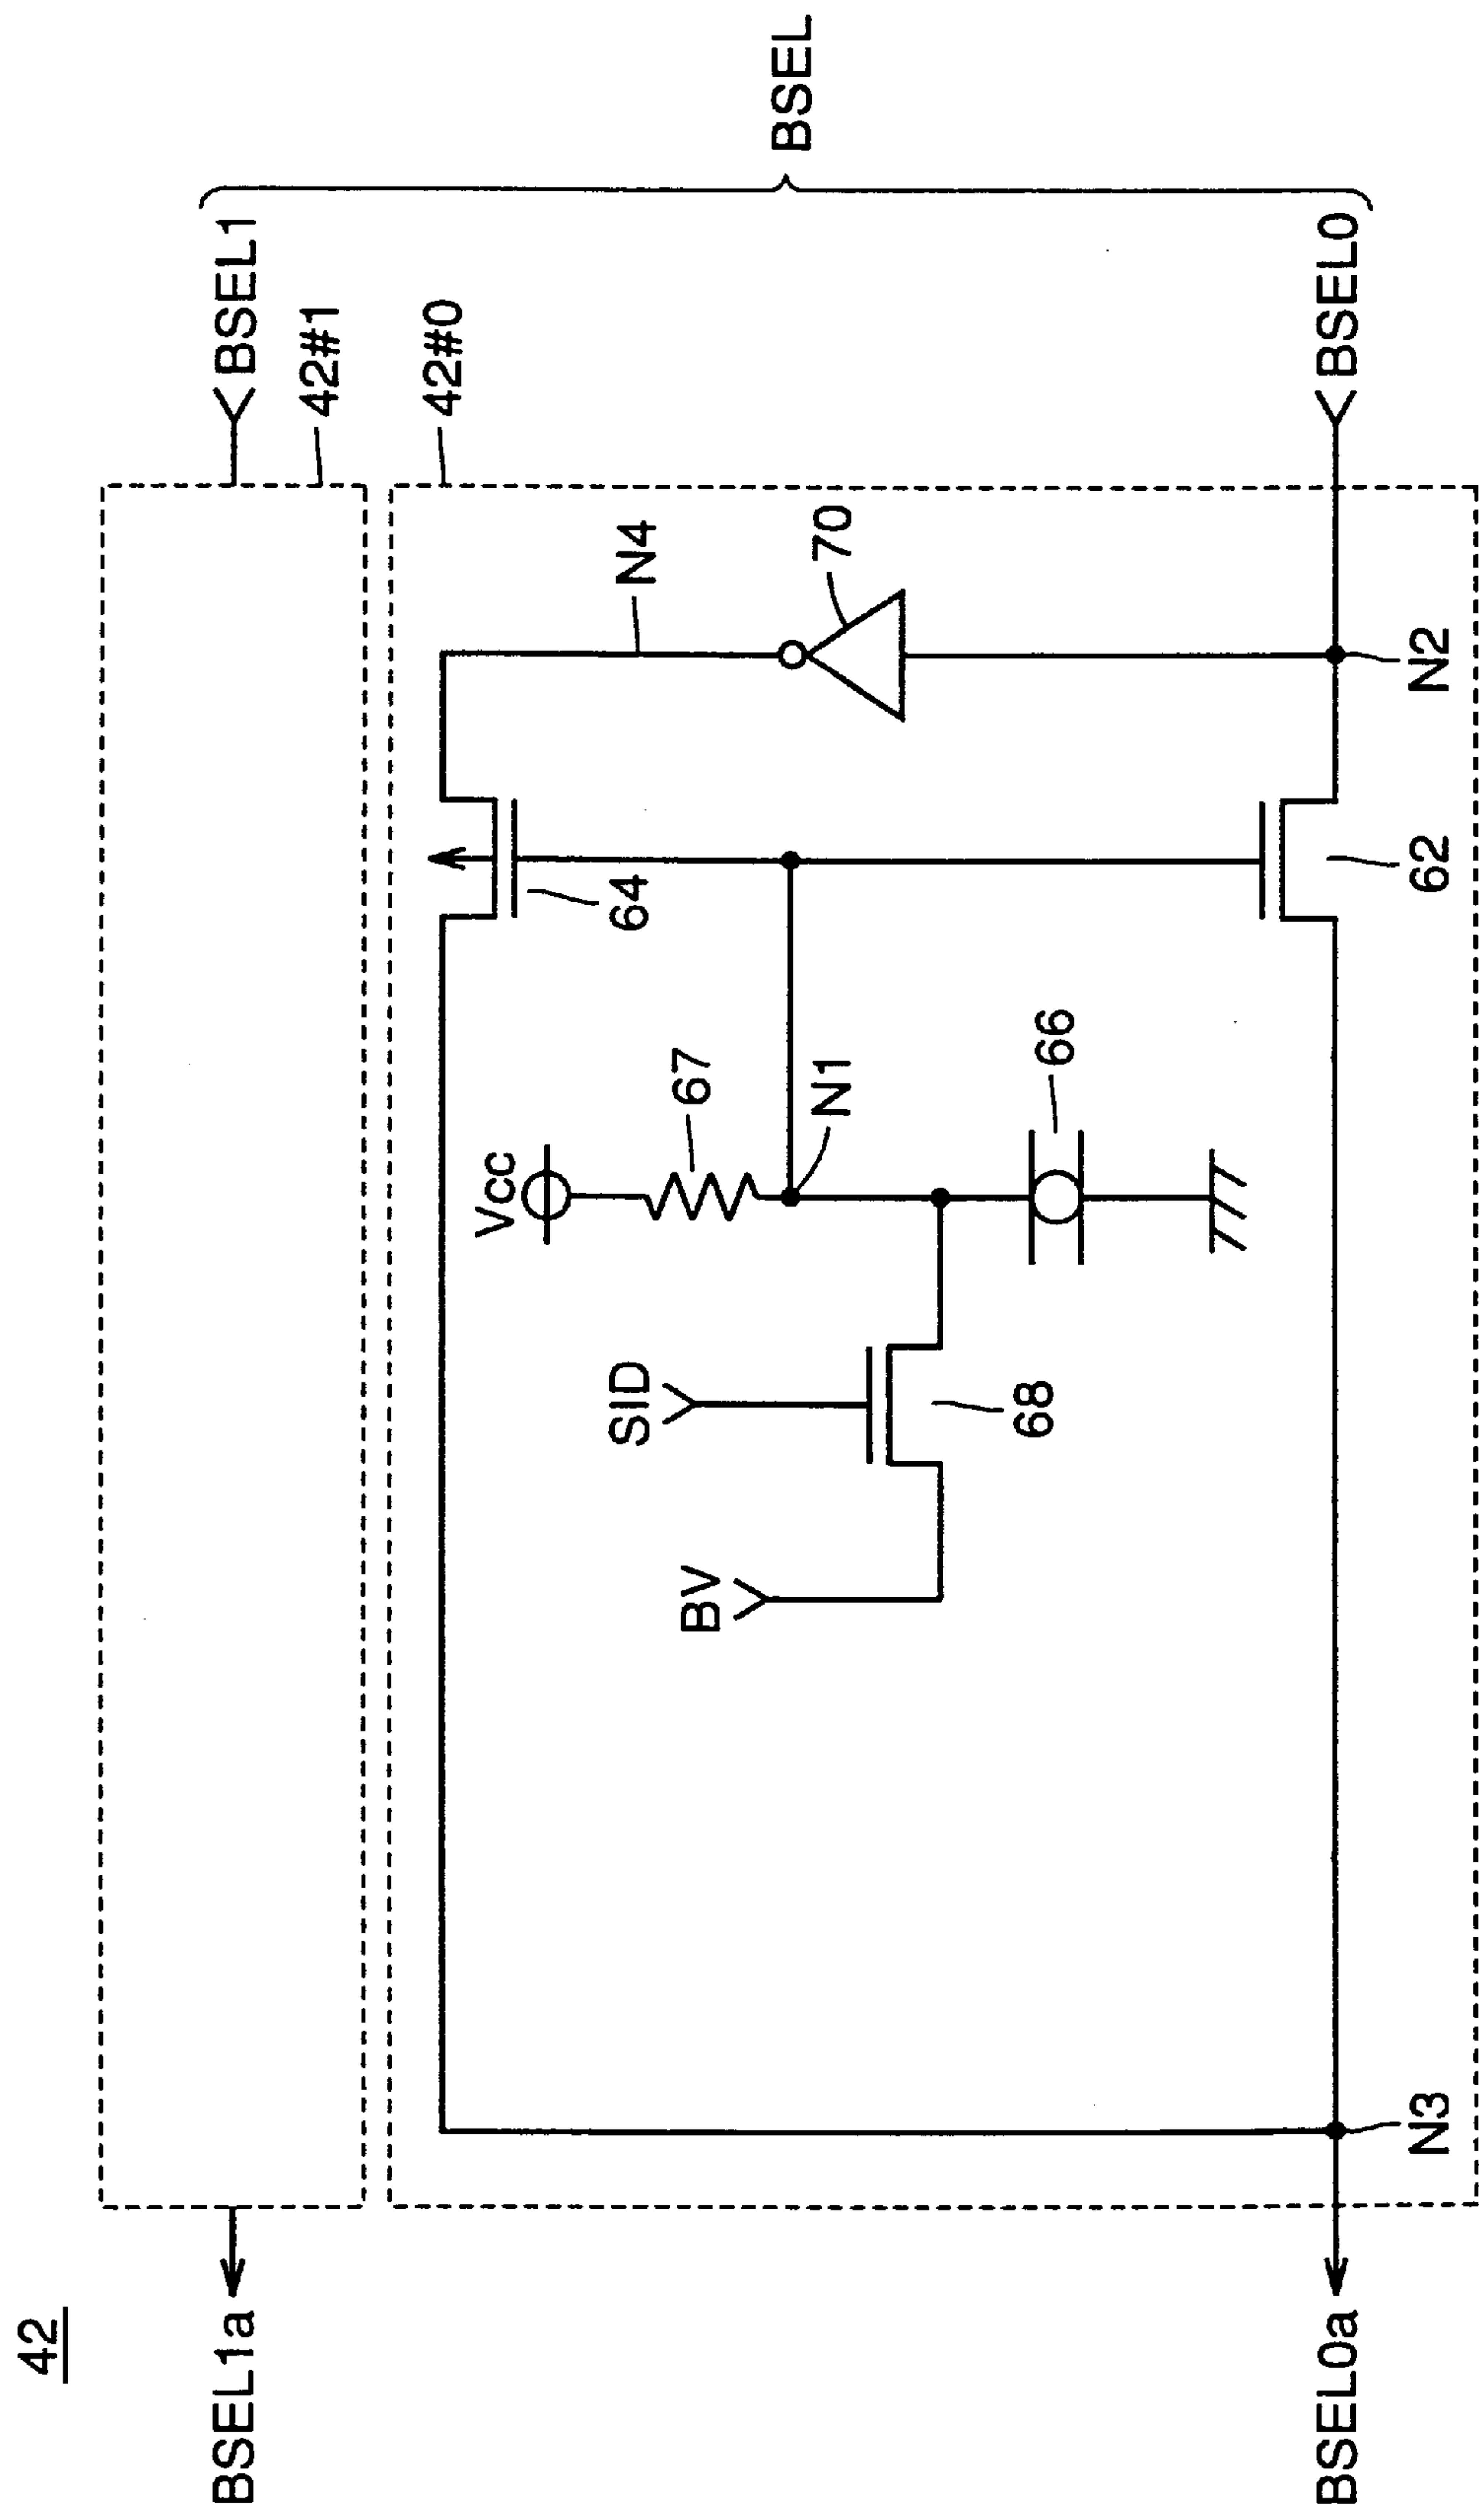 42
BSEL1a
BSEL1
42#1
42#0
BSEL
N4
70
64
Vcc
67
N1
66
SID
68
BV
62
N2
N3
BSEL0
BSEL0a